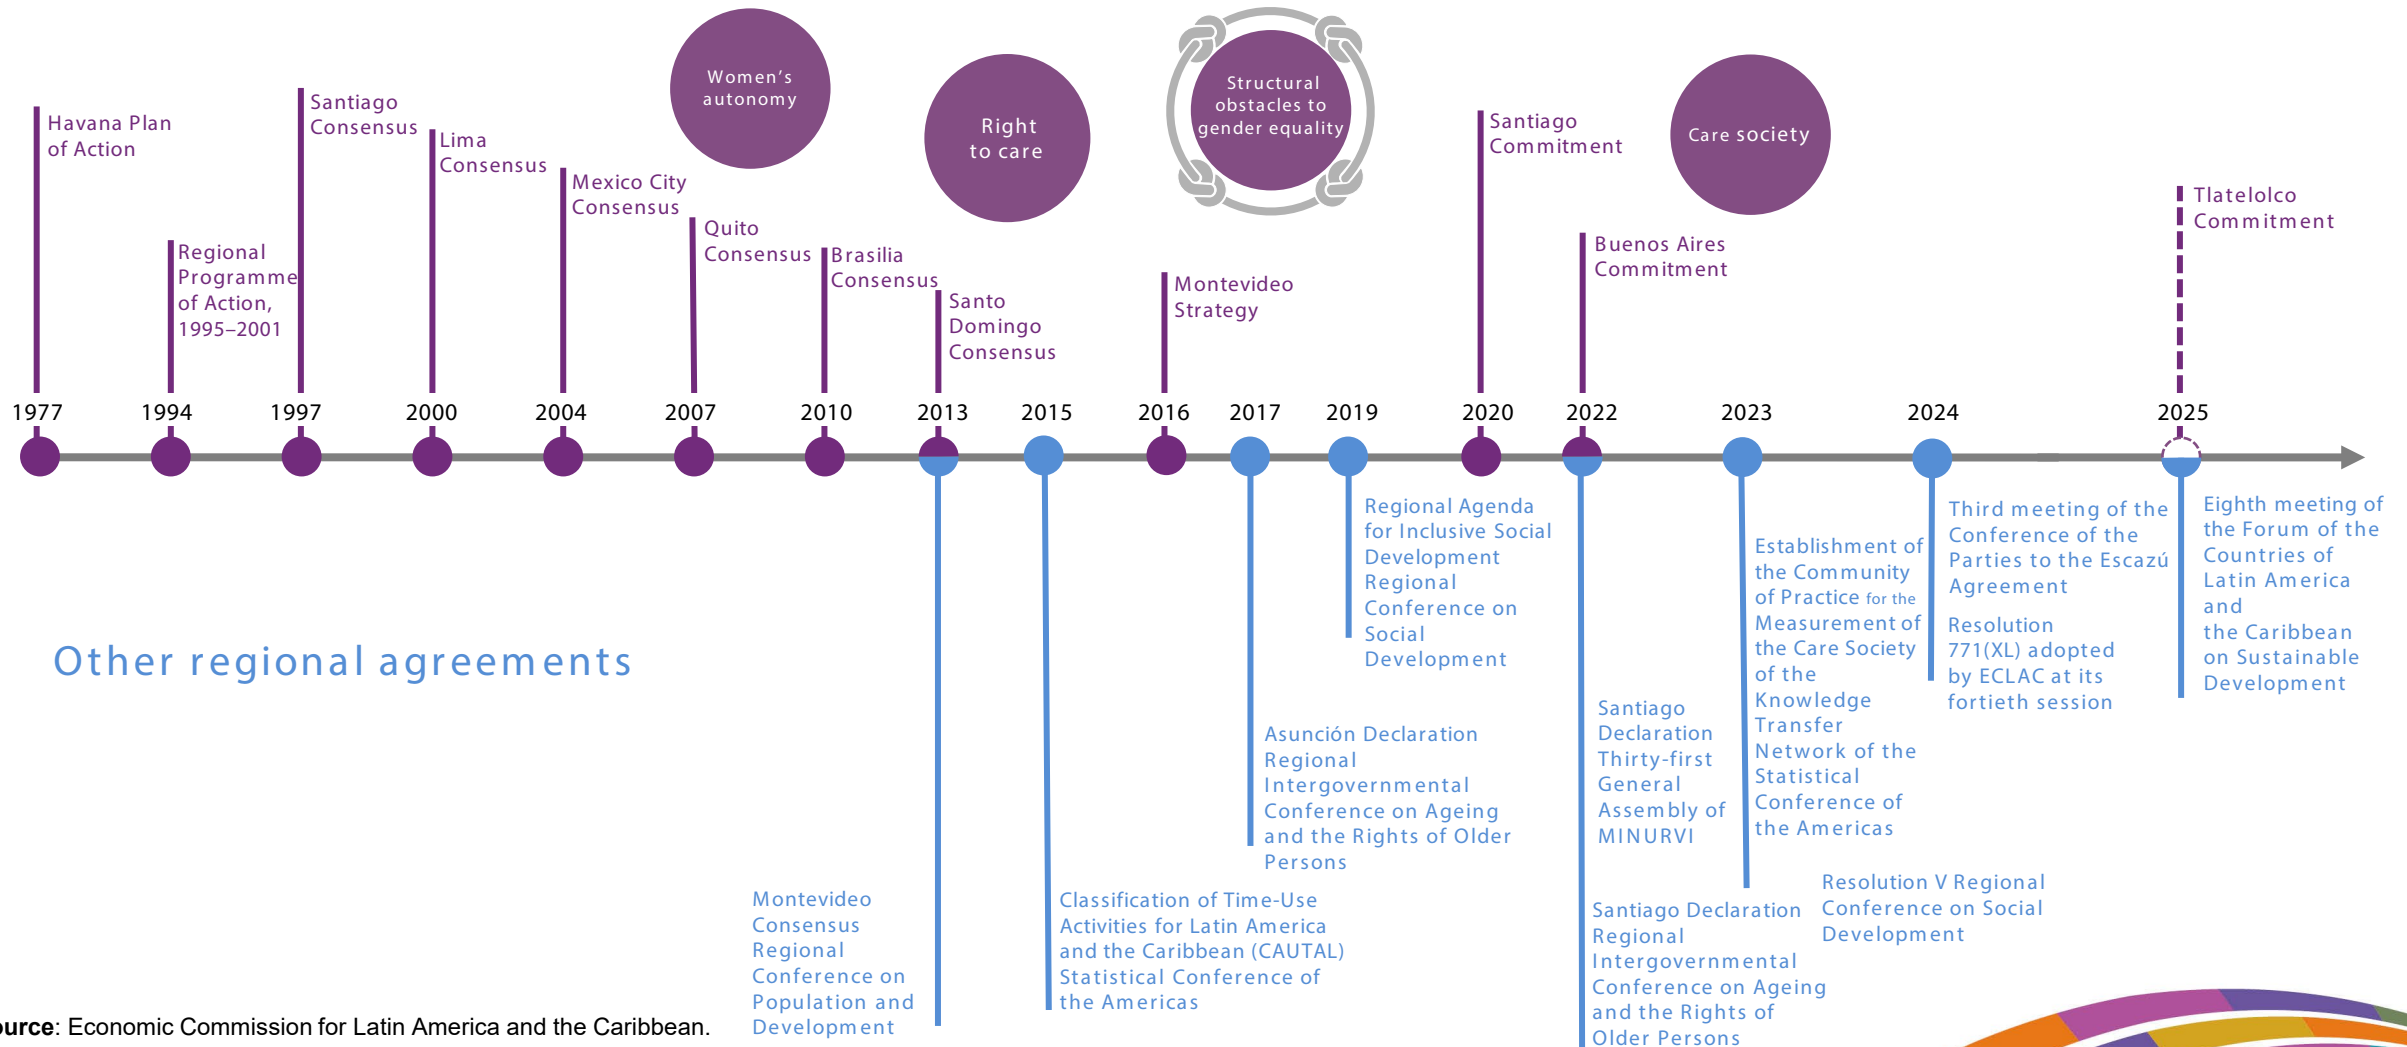 Women's
autonomy
Right
to care
Structural
obstacles to
gender equality
Care society
Havana Plan
of Action
Regional
Programme
of Action,
1995–2001
Santiago
Consensus
Lima
Consensus
Mexico City
Consensus
Quito
Consensus
Brasilia
Consensus
Santo
Domingo
Consensus
Montevideo
Strategy
Santiago
Commitment
Buenos Aires
Commitment
Tlatelolco
Commitment
1977 1994 1997 2000 2004 2007 2010 2013 2015 2016 2017 2019 2020 2022 2023 2024 2025
Other regional agreements
Montevideo
Consensus
Regional
Conference on
Population and
Development
Classification of Time-Use
Activities for Latin America
and the Caribbean (CAUTAL)
Statistical Conference of
the Americas
Asunción Declaration
Regional
Intergovernmental
Conference on Ageing
and the Rights of Older
Persons
Regional Agenda
for Inclusive Social
Development
Regional
Conference on
Social
Development
Santiago
Declaration
Thirty-first
General
Assembly of
MINURVI
Santiago Declaration
Regional
Intergovernmental
Conference on Ageing
and the Rights of
Older Persons
Establishment of
the Community
of Practice for the
Measurement of
the Care Society
of the
Knowledge
Transfer
Network of the
Statistical
Conference of
the Americas
Resolution V Regional
Conference on Social
Development
Third meeting of the
Conference of the
Parties to the Escazú
Agreement
Resolution
771(XL) adopted
by ECLAC at its
fortieth session
Eighth meeting of
the Forum of the
Countries of
Latin America
and
the Caribbean
on Sustainable
Development
ource: Economic Commission for Latin America and the Caribbean.